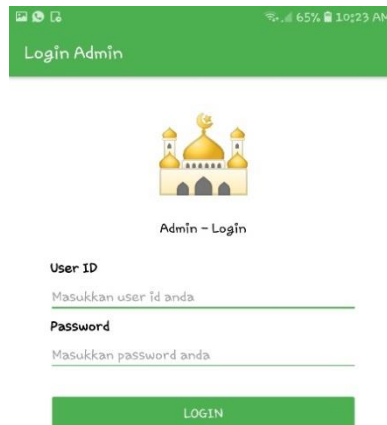 65% 10:23 AM
Login Admin
Admin - Login
User ID
Masukkan user id anda
Password
Masukkan password anda
LOGIN